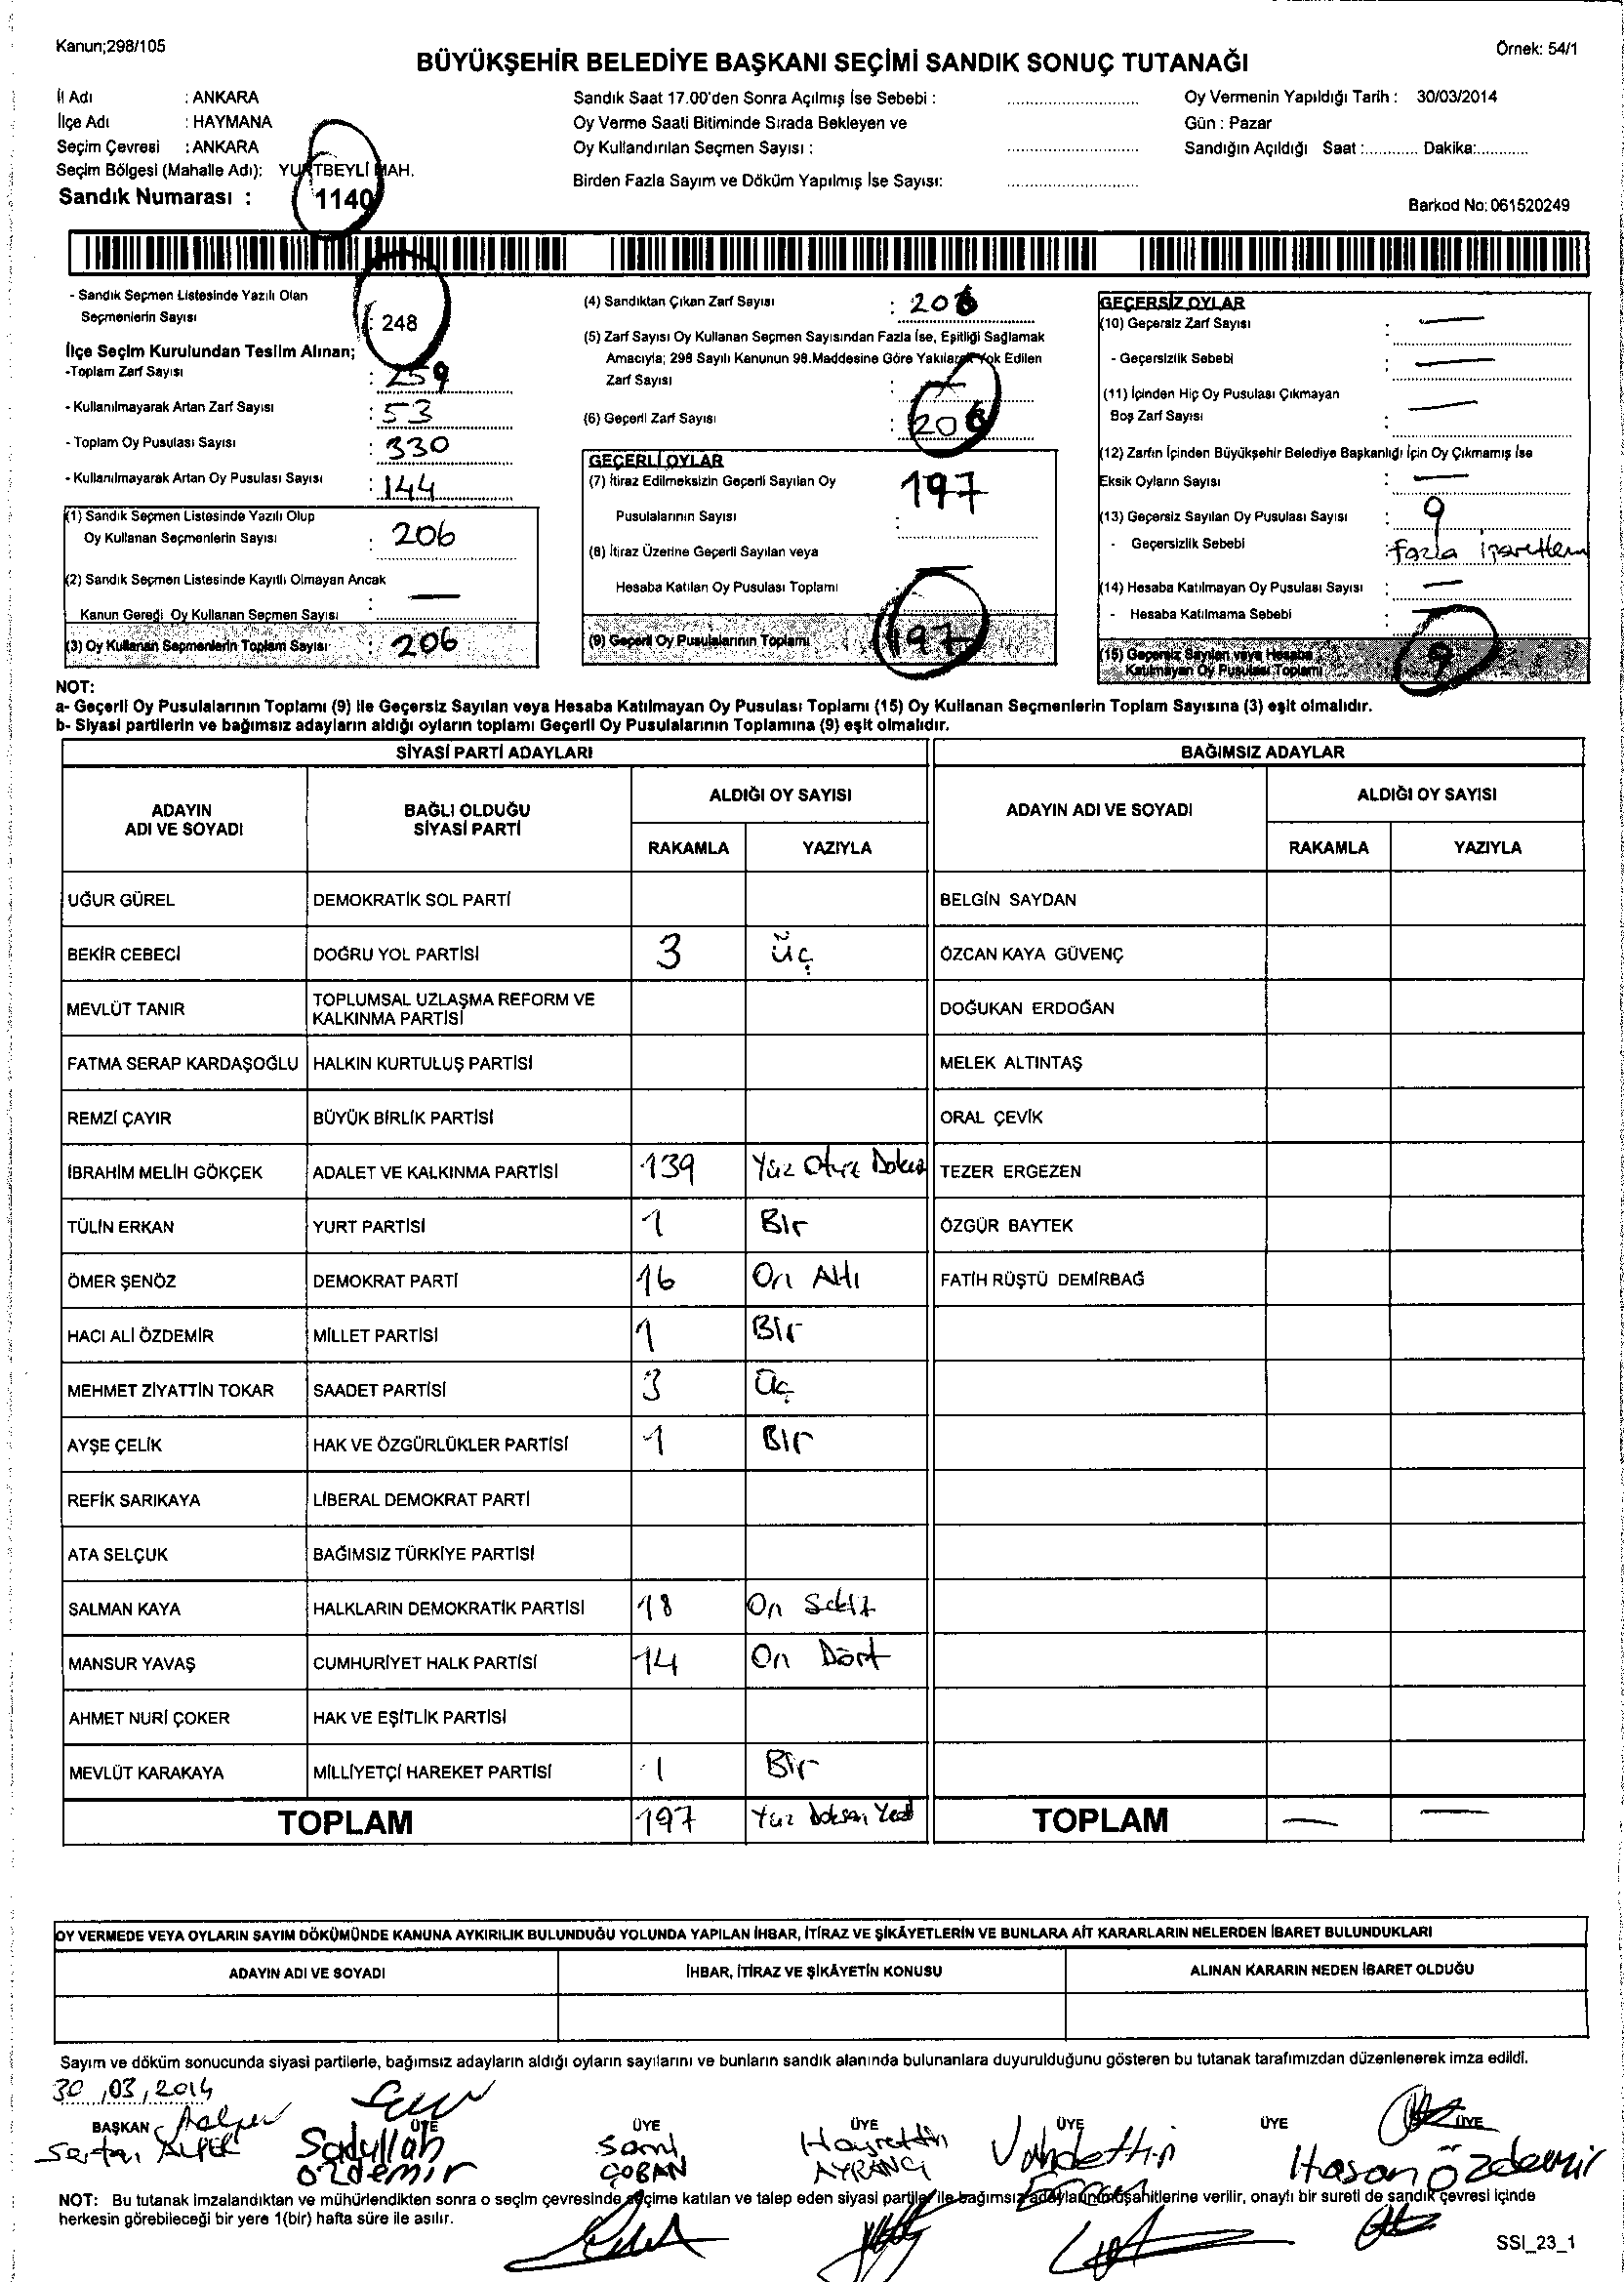 Kanun;298/105
Örnek: 54/1
BÜYÜKŞEHİR BELEDİYE BAŞKANI SEÇİMİ SANDIK SONUÇ TUTANAĞI
İl Adı : ANKARA
İlçe Adı : HAYMANA
Seçim Çevresi : ANKARA
Seçim Bölgesi (Mahalle Adı): YURTBEYLİ MAH.
Sandık Numarası : 1140
Sandık Saat 17.00'den Sonra Açılmış İse Sebebi :
Oy Verme Saati Bitiminde Sırada Bekleyen ve
Oy Kullandırılan Seçmen Sayısı :
Birden Fazla Sayım ve Döküm Yapılmış İse Sayısı:
Oy Vermenin Yapıldığı Tarih : 30/03/2014
Gün : Pazar
Sandığın Açıldığı Saat :............ Dakika:............
Barkod No: 061520249
- Sandık Seçmen Listesinde Yazılı Olan
Seçmenlerin Sayısı : 248
İlçe Seçim Kurulundan Teslim Alınan;
-Toplam Zarf Sayısı : 259
- Kullanılmayarak Artan Zarf Sayısı : 53
- Toplam Oy Pusulası Sayısı : 330
- Kullanılmayarak Artan Oy Pusulası Sayısı : 144
(1) Sandık Seçmen Listesinde Yazılı Olup
Oy Kullanan Seçmenlerin Sayısı : 206
(2) Sandık Seçmen Listesinde Kayıtlı Olmayan Ancak
Kanun Gereği Oy Kullanan Seçmen Sayısı : —
(3) Oy Kullanan Seçmenlerin Toplam Sayısı : 206
(4) Sandıktan Çıkan Zarf Sayısı : 206
(5) Zarf Sayısı Oy Kullanan Seçmen Sayısından Fazla İse, Eşitliği Sağlamak
Amacıyla; 298 Sayılı Kanunun 98.Maddesine Göre Yakılarak Yok Edilen
Zarf Sayısı : —
(6) Geçerli Zarf Sayısı : 206
GEÇERLİ OYLAR
(7) İtiraz Edilmeksizin Geçerli Sayılan Oy
Pusulalarının Sayısı : 197
(8) İtiraz Üzerine Geçerli Sayılan veya
Hesaba Katılan Oy Pusulası Toplamı : —
(9) Geçerli Oy Pusulalarının Toplamı : 197
GEÇERSİZ OYLAR
(10) Geçersiz Zarf Sayısı : —
- Geçersizlik Sebebi : —
(11) İçinden Hiç Oy Pusulası Çıkmayan
Boş Zarf Sayısı : —
(12) Zarfın İçinden Büyükşehir Belediye Başkanlığı İçin Oy Çıkmamış İse
Eksik Oyların Sayısı : —
(13) Geçersiz Sayılan Oy Pusulası Sayısı : 9
- Geçersizlik Sebebi : fazla işaretleme
(14) Hesaba Katılmayan Oy Pusulası Sayısı : —
- Hesaba Katılmama Sebebi : —
(15) Geçersiz Sayılan veya Hesaba
Katılmayan Oy Pusulası Toplamı : 9
NOT:
a- Geçerli Oy Pusulalarının Toplamı (9) ile Geçersiz Sayılan veya Hesaba Katılmayan Oy Pusulası Toplamı (15) Oy Kullanan Seçmenlerin Toplam Sayısına (3) eşit olmalıdır.
b- Siyasi partilerin ve bağımsız adayların aldığı oyların toplamı Geçerli Oy Pusulalarının Toplamına (9) eşit olmalıdır.
SİYASİ PARTİ ADAYLARI BAĞIMSIZ ADAYLAR
ADAYIN
ADI VE SOYADI
BAĞLI OLDUĞU
SİYASİ PARTİ
ALDIĞI OY SAYISI
RAKAMLA YAZIYLA
ADAYIN ADI VE SOYADI
ALDIĞI OY SAYISI
RAKAMLA YAZIYLA
UĞUR GÜREL DEMOKRATİK SOL PARTİ BELGİN SAYDAN
BEKİR CEBECİ DOĞRU YOL PARTİSİ 3 üç ÖZCAN KAYA GÜVENÇ
MEVLÜT TANIR TOPLUMSAL UZLAŞMA REFORM VE
KALKINMA PARTİSİ DOĞUKAN ERDOĞAN
FATMA SERAP KARDAŞOĞLU HALKIN KURTULUŞ PARTİSİ MELEK ALTINTAŞ
REMZİ ÇAYIR BÜYÜK BİRLİK PARTİSİ ORAL ÇEVİK
İBRAHİM MELİH GÖKÇEK ADALET VE KALKINMA PARTİSİ 139 Yüz Otuz Dokuz TEZER ERGEZEN
TÜLİN ERKAN YURT PARTİSİ 1 Bir ÖZGÜR BAYTEK
ÖMER ŞENÖZ DEMOKRAT PARTİ 16 On Altı FATİH RÜŞTÜ DEMİRBAĞ
HACI ALİ ÖZDEMİR MİLLET PARTİSİ 1 Bir
MEHMET ZİYATTİN TOKAR SAADET PARTİSİ 3 Üç
AYŞE ÇELİK HAK VE ÖZGÜRLÜKLER PARTİSİ 1 Bir
REFİK SARIKAYA LİBERAL DEMOKRAT PARTİ
ATA SELÇUK BAĞIMSIZ TÜRKİYE PARTİSİ
SALMAN KAYA HALKLARIN DEMOKRATİK PARTİSİ 18 On Sekiz
MANSUR YAVAŞ CUMHURİYET HALK PARTİSİ 14 On Dört
AHMET NURİ ÇOKER HAK VE EŞİTLİK PARTİSİ
MEVLÜT KARAKAYA MİLLİYETÇİ HAREKET PARTİSİ 1 Bir
TOPLAM 197 Yüz Doksan Yedi TOPLAM — —
OY VERMEDE VEYA OYLARIN SAYIM DÖKÜMÜNDE KANUNA AYKIRILIK BULUNDUĞU YOLUNDA YAPILAN İHBAR, İTİRAZ VE ŞİKÂYETLERİN VE BUNLARA AİT KARARLARIN NELERDEN İBARET BULUNDUKLARI
ADAYIN ADI VE SOYADI İHBAR, İTİRAZ VE ŞİKÂYETİN KONUSU ALINAN KARARIN NEDEN İBARET OLDUĞU
Sayım ve döküm sonucunda siyasi partilerle, bağımsız adayların aldığı oyların sayılarını ve bunların sandık alanında bulunanlara duyurulduğunu gösteren bu tutanak tarafımızdan düzenlenerek imza edildi.
30,03,2014
BAŞKAN ÜYE ÜYE ÜYE ÜYE ÜYE ÜYE
Sertan ALPER Sadullah özdemir Sami ÇOBAN Hayrettin AYRANCI Vahdettin Hasan Özdemir
NOT: Bu tutanak imzalandıktan ve mühürlendikten sonra o seçim çevresinde seçime katılan ve talep eden siyasi partiler ile bağımsız adayların müşahitlerine verilir, onaylı bir sureti de sandık çevresi içinde
herkesin görebileceği bir yere 1(bir) hafta süre ile asılır.
SSI_23_1